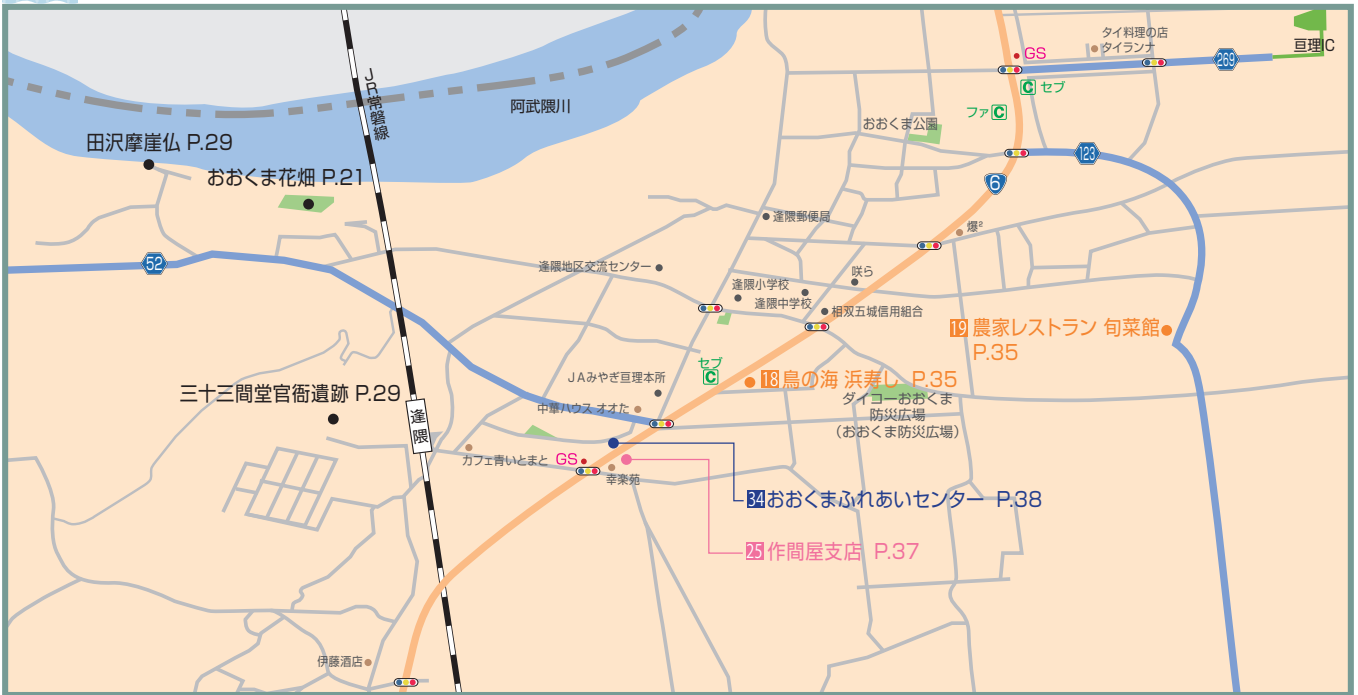 タイ料理の店
タイランナ
亘理IC
GS
269
C セブ
JR常磐線
阿武隈川
ファ C
おおくま公園
田沢摩崖仏 P.29
123
おおくま花畑 P.21
6
逢隈郵便局
爆²
52
逢隈地区交流センター
咲ら
逢隈小学校
逢隈中学校
相双五城信用組合
19 農家レストラン 旬菜館
P.35
セブ
C
JAみやぎ亘理本所
18 鳥の海 浜寿し P.35
三十三間堂官衙遺跡 P.29
ダイコーおおくま
防災広場
(おおくま防災広場)
中華ハウス オオた
逢隈
カフェ青いとまと
GS
幸楽苑
34 おおくまふれあいセンター P.38
25 作間屋支店 P.37
伊藤酒店